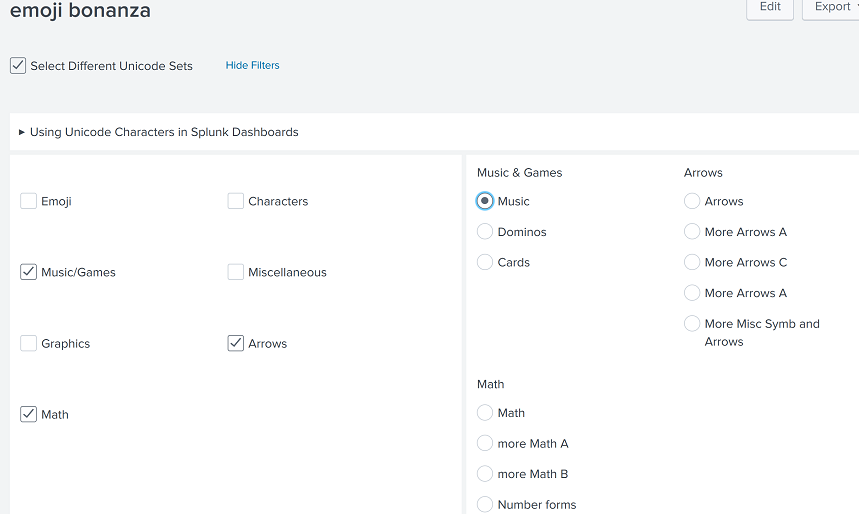 emoji bonanza
Edit
Export
Select Different Unicode Sets
Hide Filters
Using Unicode Characters in Splunk Dashboards
Emoji
Characters
Music/Games
Miscellaneous
Graphics
Arrows
Math
Music & Games
Music
Dominos
Cards
Arrows
Arrows
More Arrows A
More Arrows C
More Arrows A
More Misc Symb and
Arrows
Math
Math
more Math A
more Math B
Number forms